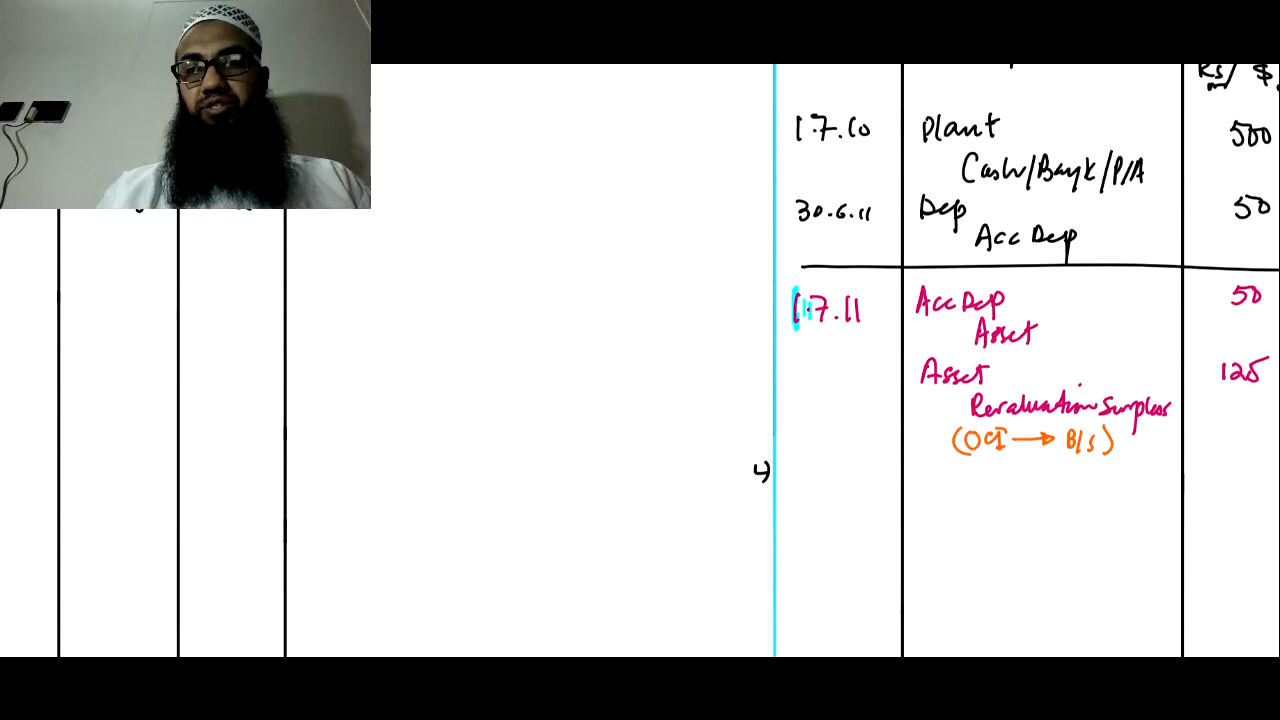 Rs/ $
1.7.10 Plant 500
Cash/Bank/P/A
30.6.11 Dep 50
Acc Dep
1.7.11 Acc Dep 50
Asset
Asset 125
Revaluation Surplus
(OCI → B/S)
4)